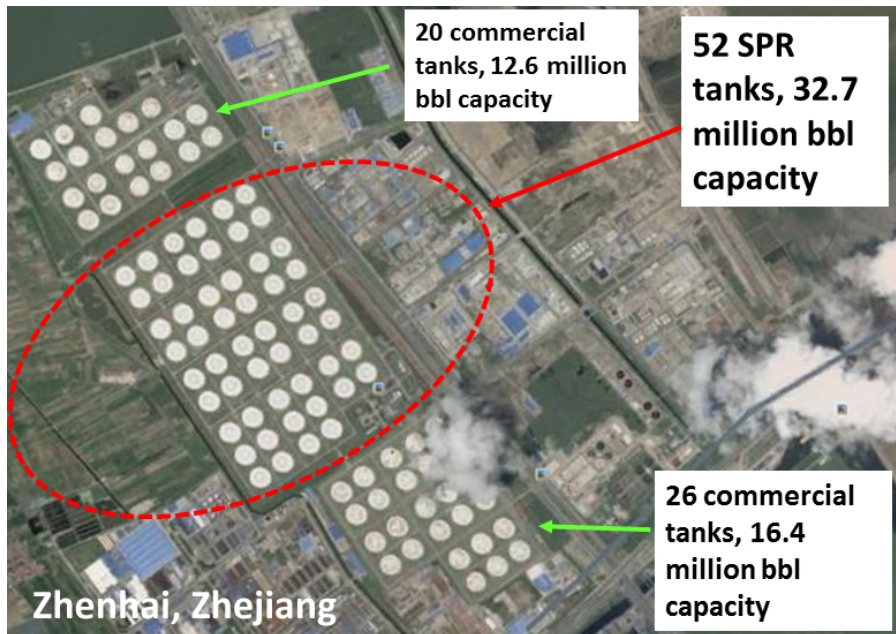 20 commercial
tanks, 12.6 million
bbl capacity
52 SPR
tanks, 32.7
million bbl
capacity
26 commercial
tanks, 16.4
million bbl
capacity
Zhenhai, Zhejiang